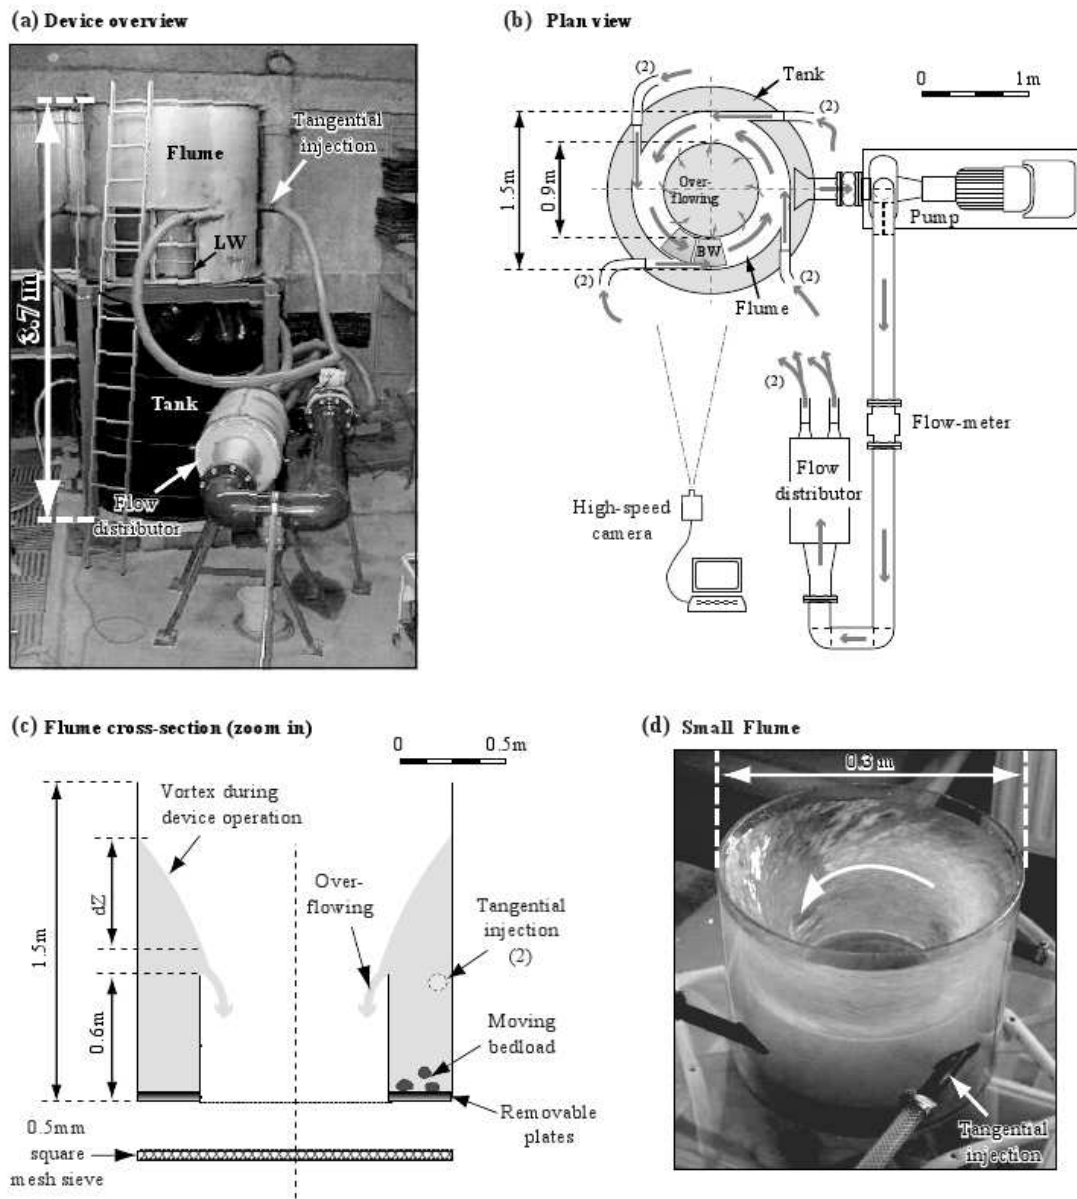 (a) Device overview
Flume
Tangential
injection
LW
3.7 m
Tank
Flow
distributor
(b) Plan view
0
1m
(2)
Tank
(2)
1.5m
0.9m
Over-
flowing
BW
Pump
(2)
(2)
Flume
(2)
Flow-meter
Flow
distributor
High-speed
camera
(c) Flume cross-section (zoom in)
0
0.5m
Vortex during
device operation
dZ
1.5m
0.6m
Over-
flowing
Tangential
injection
(2)
Moving
bedload
Removable
plates
0.5mm
square
mesh sieve
(d) Small Flume
0.3 m
Tangential
injection